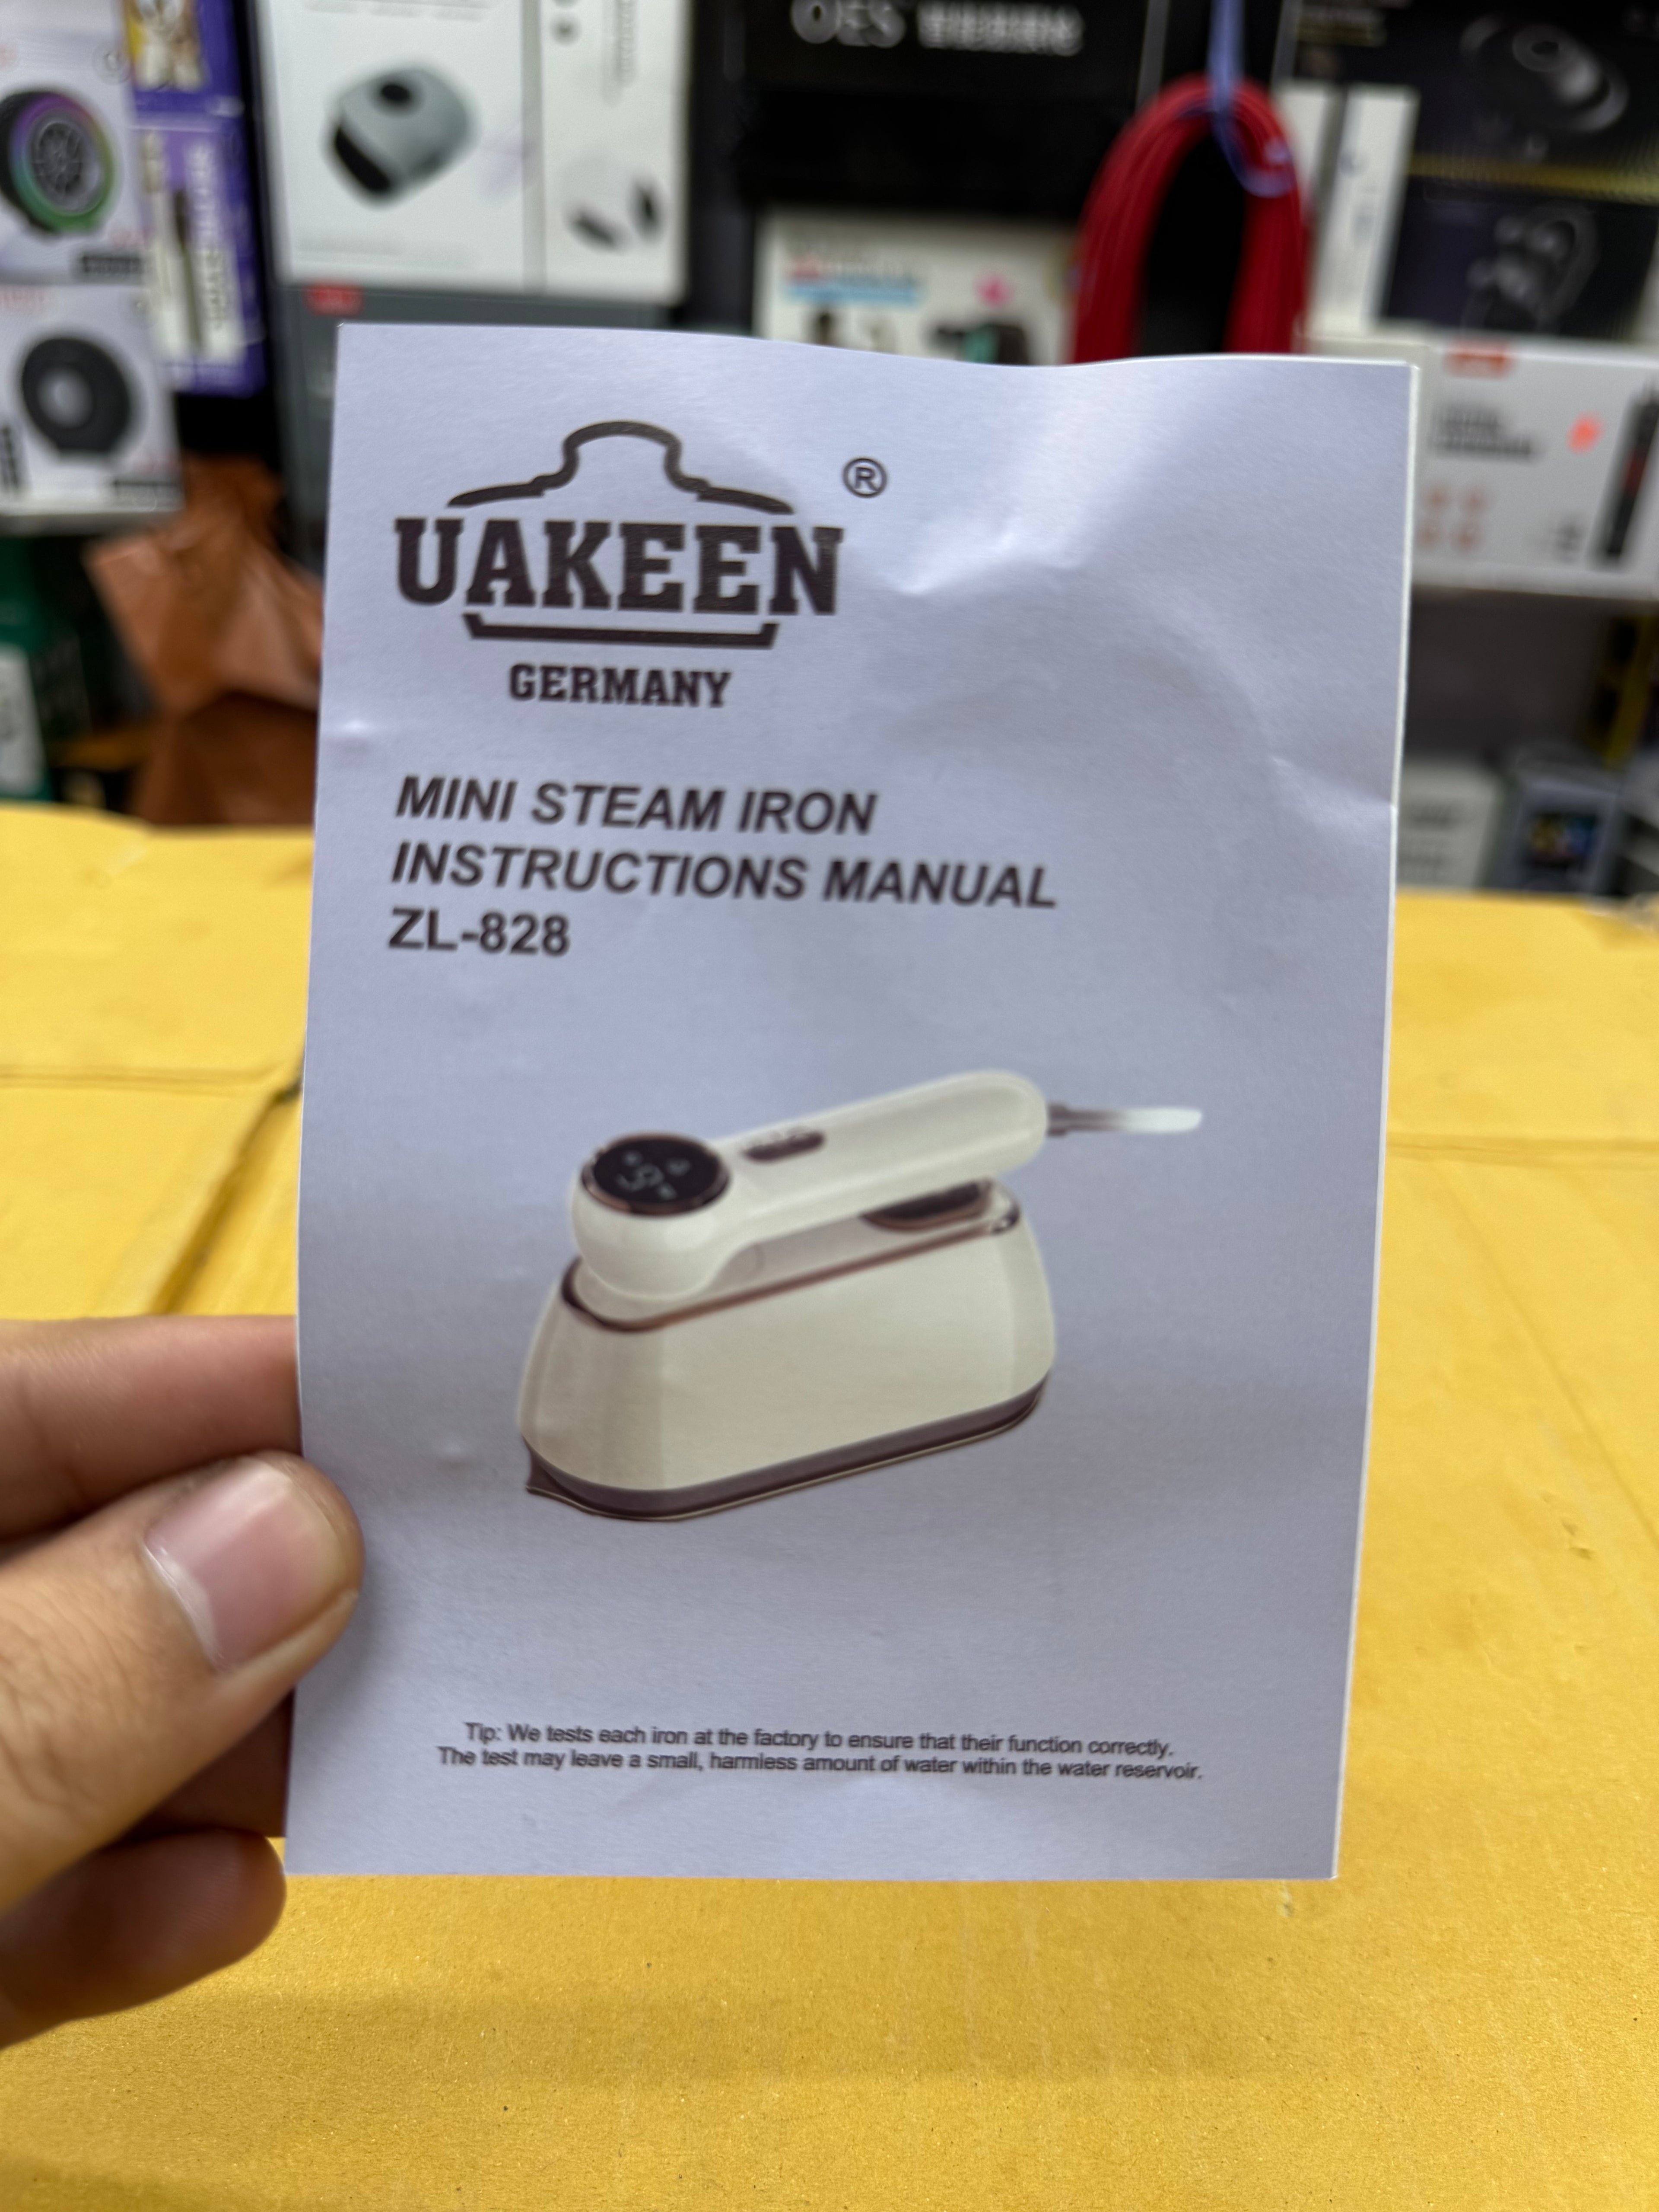 OES
UAKEEN
®
GERMANY
MINI STEAM IRON
INSTRUCTIONS MANUAL
ZL-828
Tip: We tests each iron at the factory to ensure that their function correctly.
The test may leave a small, harmless amount of water within the water reservoir.